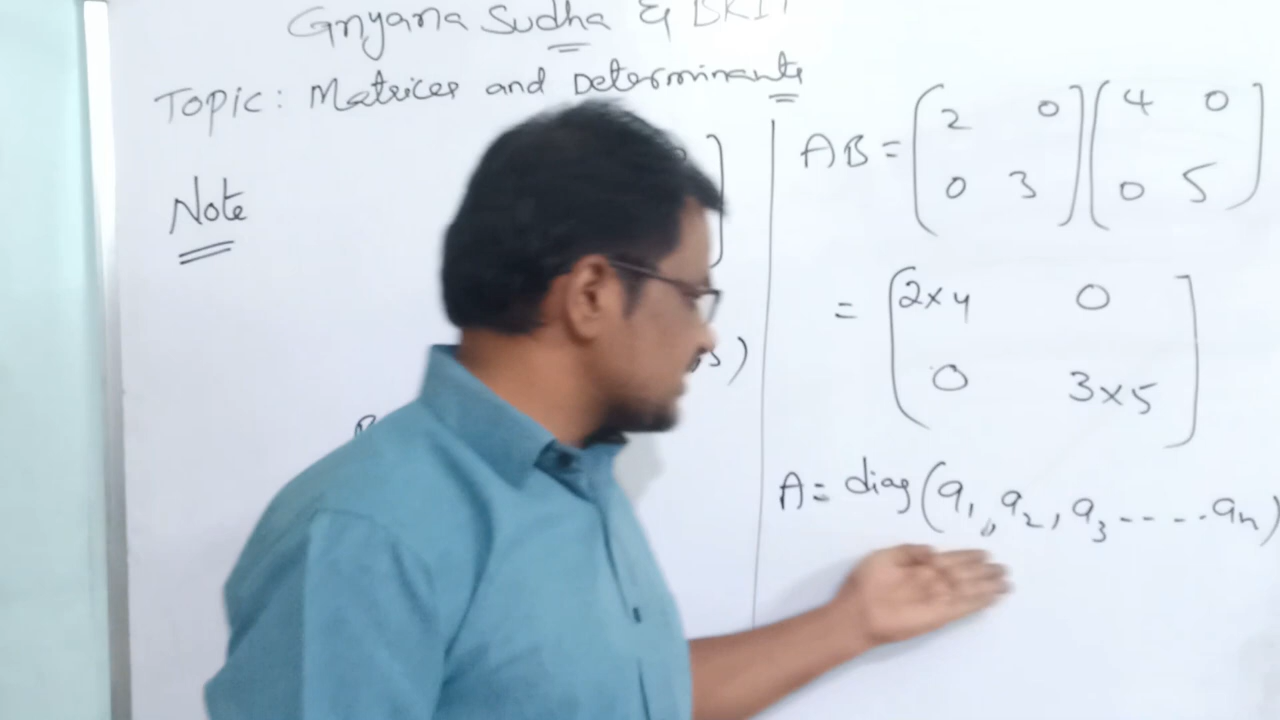 Gnyana Sudha & BKIT
Topic: Matrices and Determinants
Note
AB = [2 0 [4 0
0 3] 0 5]
= [2×4 0
0 3×5]
A = diag(a₁, a₂, a₃ ---- aₙ)